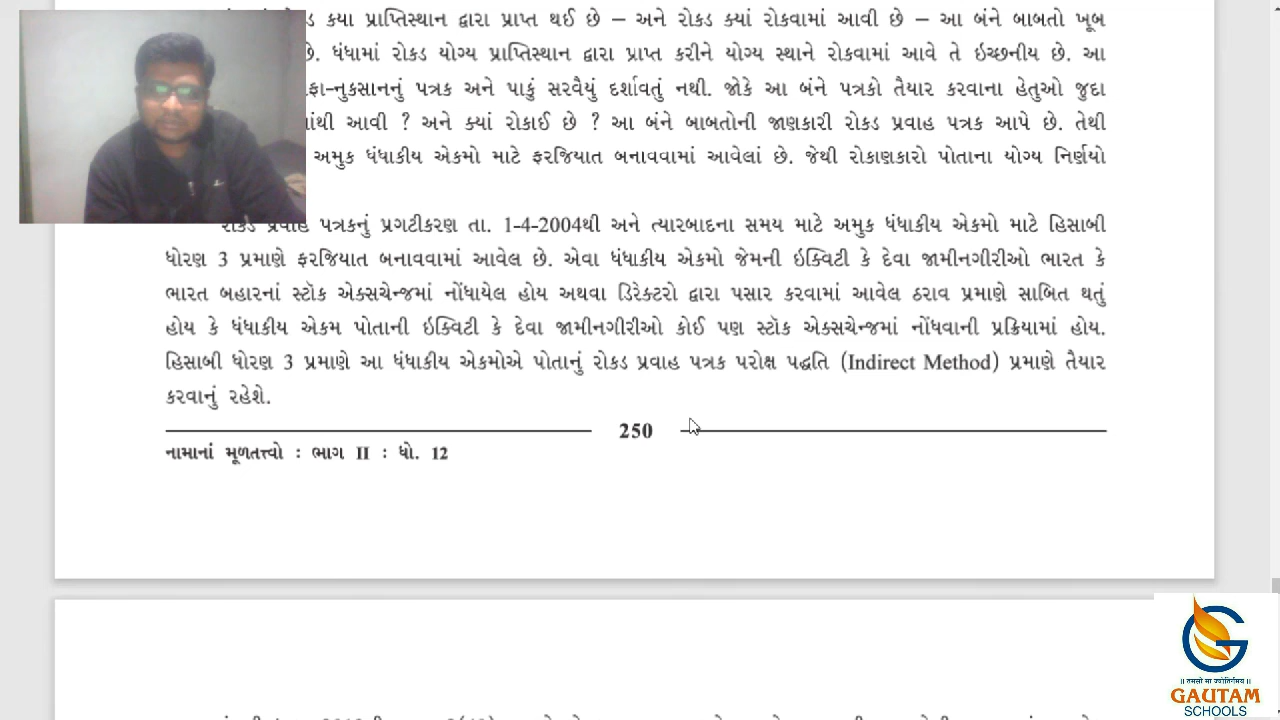 ક્યા પ્રાપ્તિસ્થાન દ્વારા પ્રાપ્ત થઈ છે – અને રોકડ ક્યાં રોકવામાં આવી છે – આ બંને બાબતો ખૂબ
છે. ધંધામાં રોકડ યોગ્ય પ્રાપ્તિસ્થાન દ્વારા પ્રાપ્ત કરીને યોગ્ય સ્થાને રોકવામાં આવે તે ઇચ્છનીય છે. આ
ફા-નુકસાનનું પત્રક અને પાકું સરવૈયું દર્શાવતું નથી. જોકે આ બંને પત્રકો તૈયાર કરવાના હેતુઓ જુદા
ાંથી આવી ? અને ક્યાં રોકાઈ છે ? આ બંને બાબતોની જાણકારી રોકડ પ્રવાહ પત્રક આપે છે. તેથી
અમુક ધંધાકીય એકમો માટે ફરજિયાત બનાવવામાં આવેલાં છે. જેથી રોકાણકારો પોતાના યોગ્ય નિર્ણયો
રોકડ પ્રવાહ પત્રકનું પ્રગટીકરણ તા. 1-4-2004થી અને ત્યારબાદના સમય માટે અમુક ધંધાકીય એકમો માટે હિસાબી
ધોરણ 3 પ્રમાણે ફરજિયાત બનાવવામાં આવેલ છે. એવા ધંધાકીય એકમો જેમની ઇક્વિટી કે દેવા જામીનગીરીઓ ભારત કે
ભારત બહારનાં સ્ટૉક એક્સચેન્જમાં નોંધાયેલ હોય અથવા ડિરેક્ટરો દ્વારા પસાર કરવામાં આવેલ ઠરાવ પ્રમાણે સાબિત થતું
હોય કે ધંધાકીય એકમ પોતાની ઇક્વિટી કે દેવા જામીનગીરીઓ કોઈ પણ સ્ટૉક એક્સચેન્જમાં નોંધવાની પ્રક્રિયામાં હોય.
હિસાબી ધોરણ 3 પ્રમાણે આ ધંધાકીય એકમોએ પોતાનું રોકડ પ્રવાહ પત્રક પરોક્ષ પદ્ધતિ (Indirect Method) પ્રમાણે તૈયાર
કરવાનું રહેશે.
250
નામાનાં મૂળતત્ત્વો : ભાગ II : ધો. 12
|| તમસો મા જ્યોતિર્ગમય ||
GAUTAM
SCHOOLS